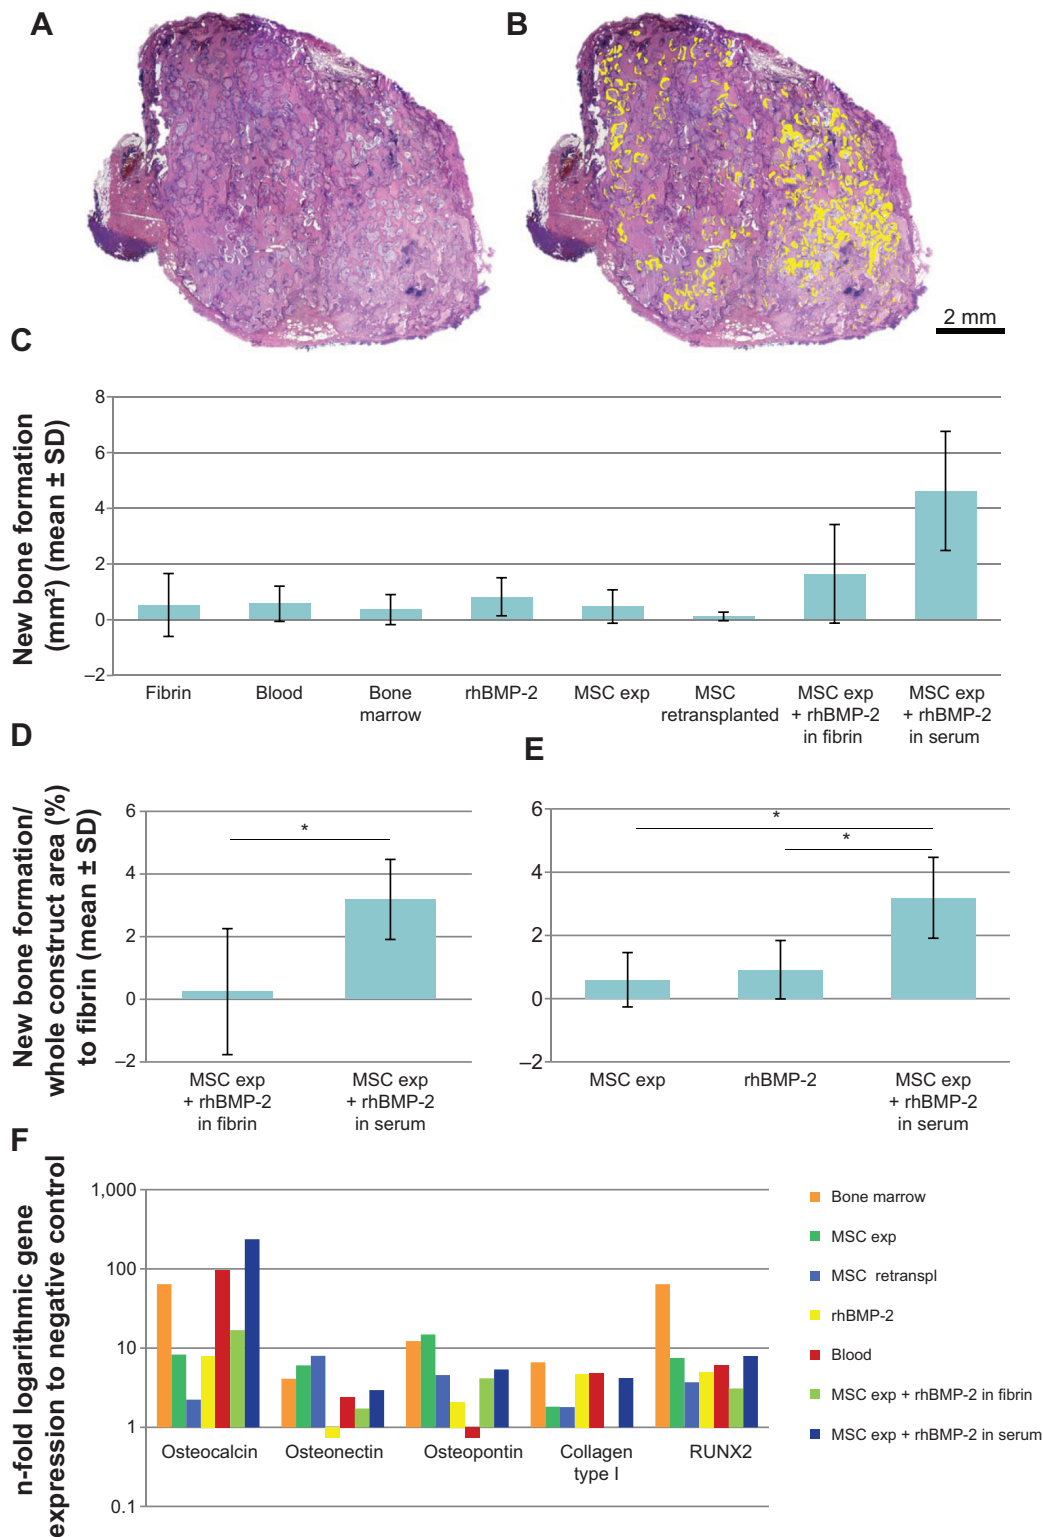 A
B
2 mm
C
New bone formation
(mm²) (mean ± SD)
8
6
4
2
0
–2
Fibrin
Blood
Bone
marrow
rhBMP-2
MSC exp
MSC
retransplanted
MSC exp
+ rhBMP-2
in fibrin
MSC exp
+ rhBMP-2
in serum
D
New bone formation/
whole construct area (%)
to fibrin (mean ± SD)
6
4
2
0
–2
*
MSC exp
+ rhBMP-2
in fibrin
MSC exp
+ rhBMP-2
in serum
E
6
4
2
0
–2
*
*
MSC exp
rhBMP-2
MSC exp
+ rhBMP-2
in serum
F
n-fold logarithmic gene
expression to negative control
1,000
100
10
1
0.1
Osteocalcin
Osteonectin
Osteopontin
Collagen
type I
RUNX2
Bone marrow
MSC exp
MSC retranspl
rhBMP-2
Blood
MSC exp + rhBMP-2 in fibrin
MSC exp + rhBMP-2 in serum